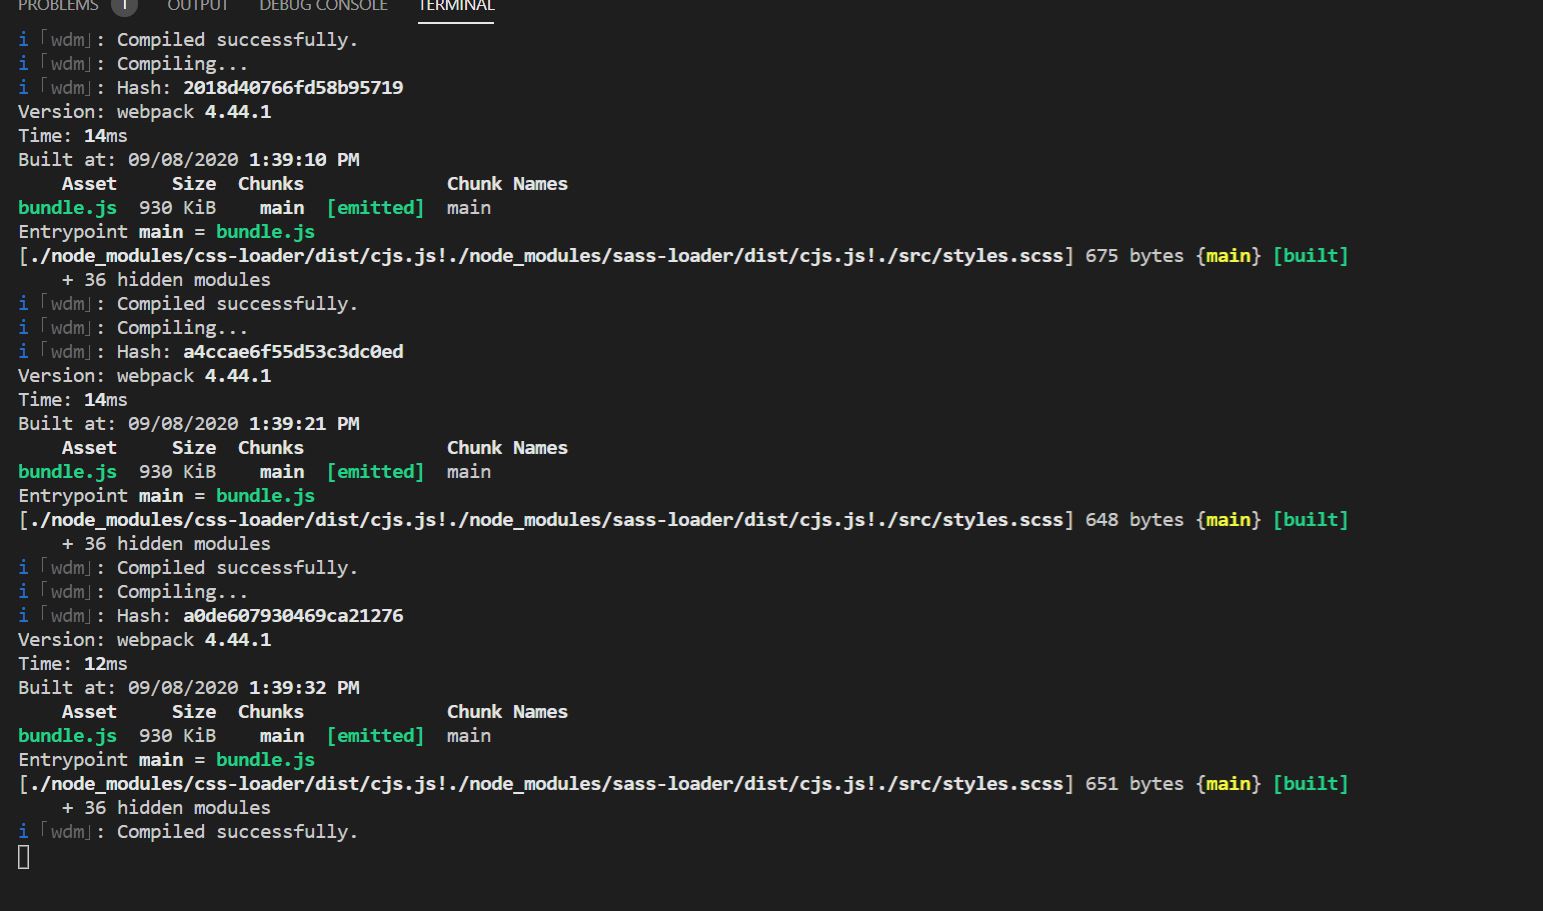 PROBLEMS 1 OUTPUT DEBUG CONSOLE TERMINAL
i ｢wdm｣: Compiled successfully.
i ｢wdm｣: Compiling...
i ｢wdm｣: Hash: 2018d40766fd58b95719
Version: webpack 4.44.1
Time: 14ms
Built at: 09/08/2020 1:39:10 PM
    Asset     Size  Chunks             Chunk Names
bundle.js  930 KiB    main  [emitted]  main
Entrypoint main = bundle.js
[./node_modules/css-loader/dist/cjs.js!./node_modules/sass-loader/dist/cjs.js!./src/styles.scss] 675 bytes {main} [built]
    + 36 hidden modules
i ｢wdm｣: Compiled successfully.
i ｢wdm｣: Compiling...
i ｢wdm｣: Hash: a4ccae6f55d53c3dc0ed
Version: webpack 4.44.1
Time: 14ms
Built at: 09/08/2020 1:39:21 PM
    Asset     Size  Chunks             Chunk Names
bundle.js  930 KiB    main  [emitted]  main
Entrypoint main = bundle.js
[./node_modules/css-loader/dist/cjs.js!./node_modules/sass-loader/dist/cjs.js!./src/styles.scss] 648 bytes {main} [built]
    + 36 hidden modules
i ｢wdm｣: Compiled successfully.
i ｢wdm｣: Compiling...
i ｢wdm｣: Hash: a0de607930469ca21276
Version: webpack 4.44.1
Time: 12ms
Built at: 09/08/2020 1:39:32 PM
    Asset     Size  Chunks             Chunk Names
bundle.js  930 KiB    main  [emitted]  main
Entrypoint main = bundle.js
[./node_modules/css-loader/dist/cjs.js!./node_modules/sass-loader/dist/cjs.js!./src/styles.scss] 651 bytes {main} [built]
    + 36 hidden modules
i ｢wdm｣: Compiled successfully.